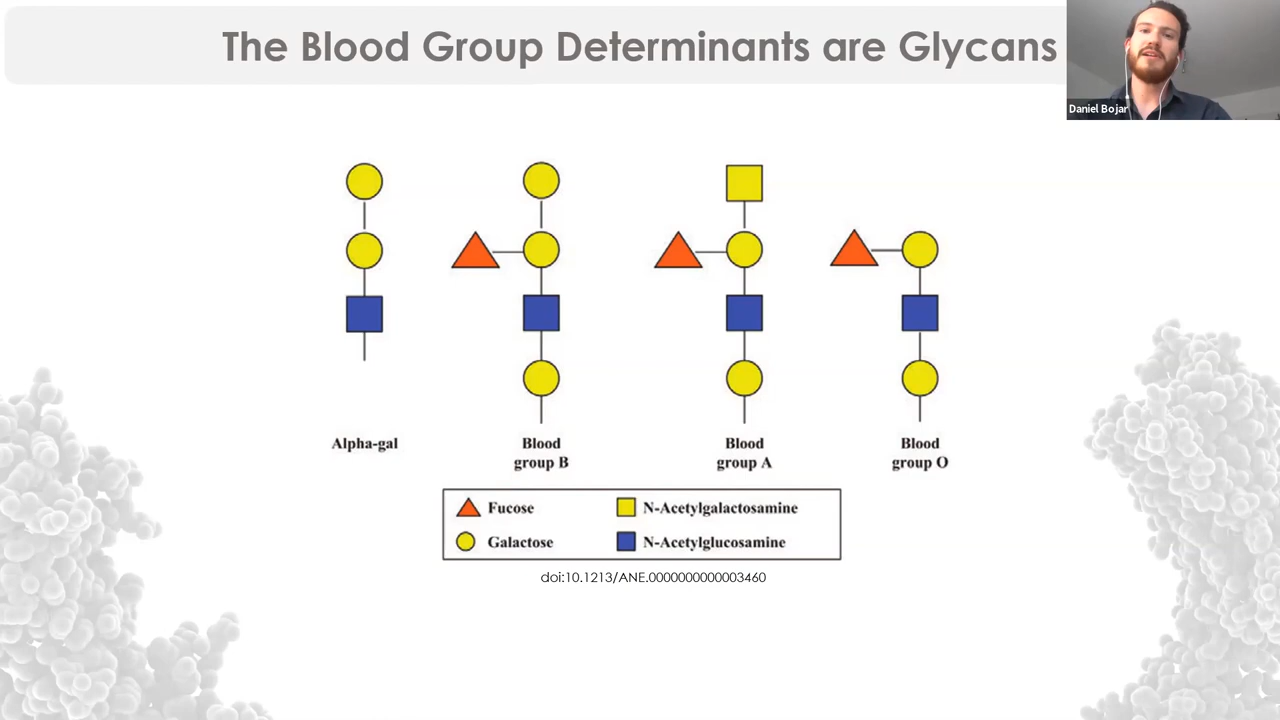 The Blood Group Determinants are Glycans
Daniel Bojar
Alpha-gal
Blood
group B
Blood
group A
Blood
group O
Fucose
N-Acetylgalactosamine
Galactose
N-Acetylglucosamine
doi:10.1213/ANE.0000000000003460